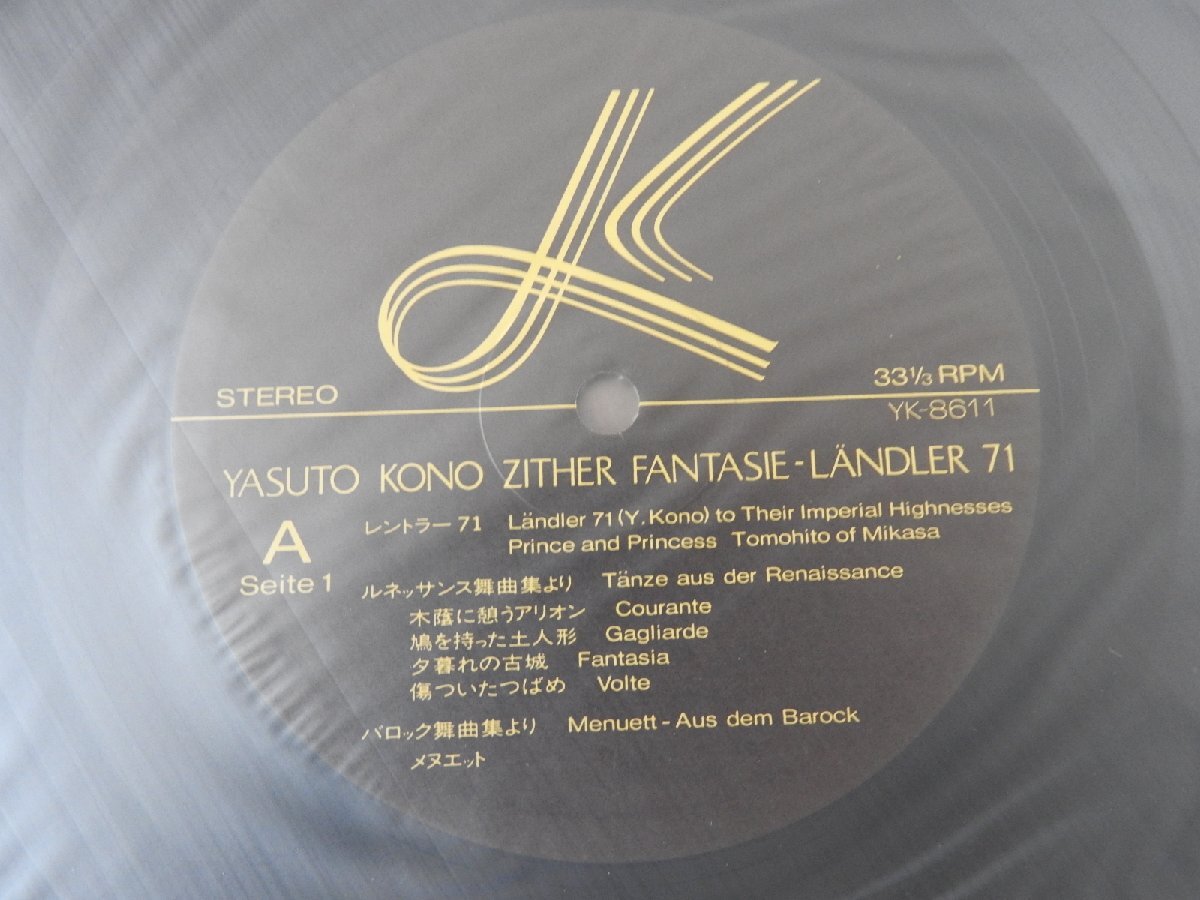 STEREO
33⅓ RPM
YK-8611
YASUTO KONO ZITHER FANTASIE-LÄNDLER 71
A
Seite 1
レントラー71 Ländler 71 (Y. Kono) to Their Imperial Highnesses
Prince and Princess Tomohito of Mikasa
ルネッサンス舞曲集より Tänze aus der Renaissance
木蔭に憩うアリオン Courante
鳩を持った土人形 Gagliarde
夕暮れの古城 Fantasia
傷ついたつばめ Volte
バロック舞曲集より Menuett-Aus dem Barock
メヌエット